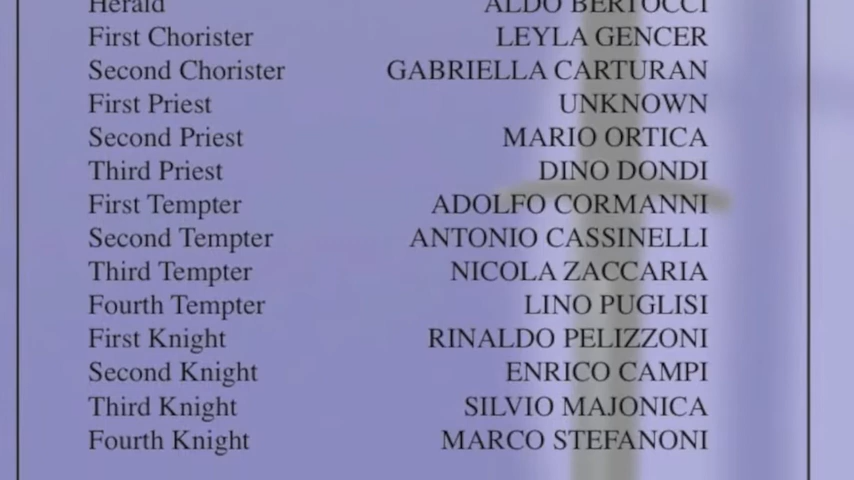 Herald ALDO BERTOCCI
First Chorister LEYLA GENCER
Second Chorister GABRIELLA CARTURAN
First Priest UNKNOWN
Second Priest MARIO ORTICA
Third Priest DINO DONDI
First Tempter ADOLFO CORMANNI
Second Tempter ANTONIO CASSINELLI
Third Tempter NICOLA ZACCARIA
Fourth Tempter LINO PUGLISI
First Knight RINALDO PELIZZONI
Second Knight ENRICO CAMPI
Third Knight SILVIO MAJONICA
Fourth Knight MARCO STEFANONI